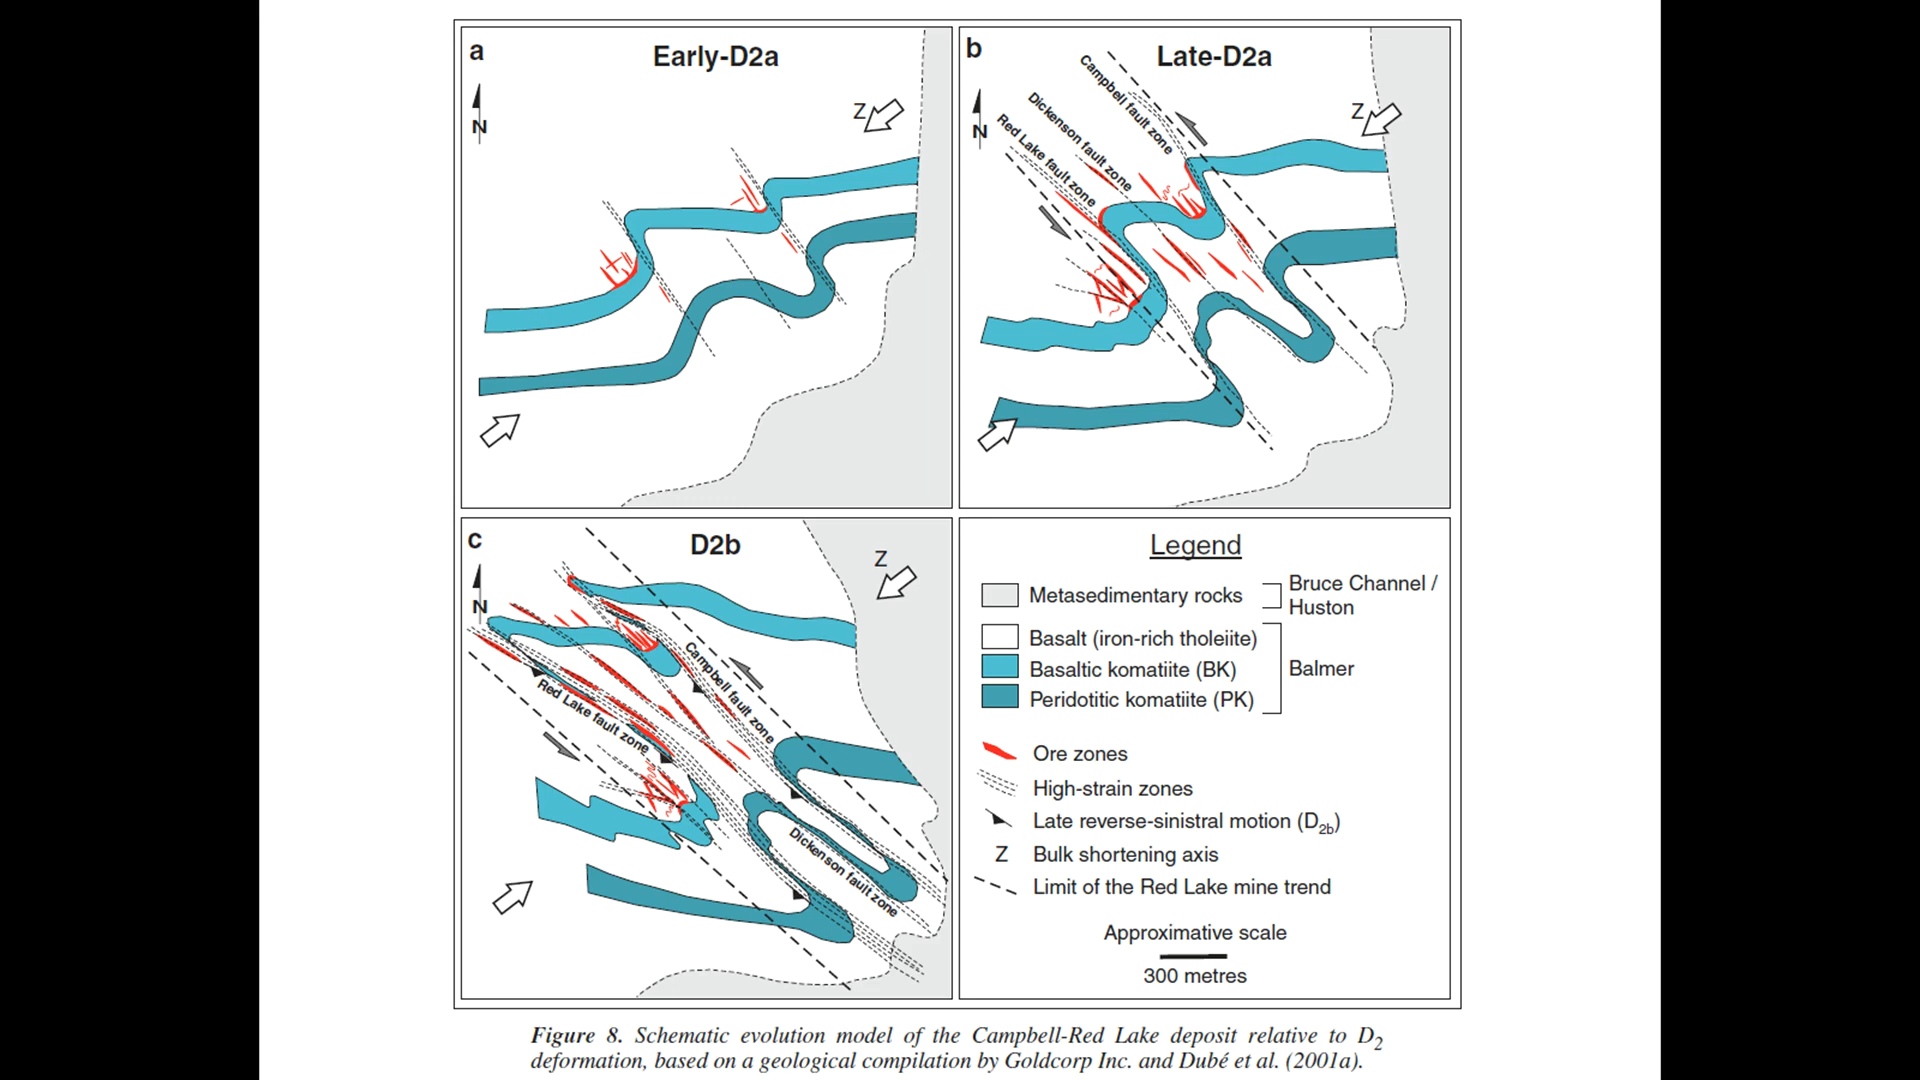 a
Early-D2a
N
Z
b
Late-D2a
N
Z
Campbell fault zone
Dickenson fault zone
Red Lake fault zone
c
D2b
N
Z
Campbell fault zone
Red Lake fault zone
Dickenson fault zone
Legend
Metasedimentary rocks
Bruce Channel /
Huston
Basalt (iron-rich tholeiite)
Basaltic komatiite (BK)
Balmer
Peridotitic komatiite (PK)
Ore zones
High-strain zones
Late reverse-sinistral motion (D2b)
Z Bulk shortening axis
Limit of the Red Lake mine trend
Approximative scale
300 metres
Figure 8. Schematic evolution model of the Campbell-Red Lake deposit relative to D2
deformation, based on a geological compilation by Goldcorp Inc. and Dubé et al. (2001a).